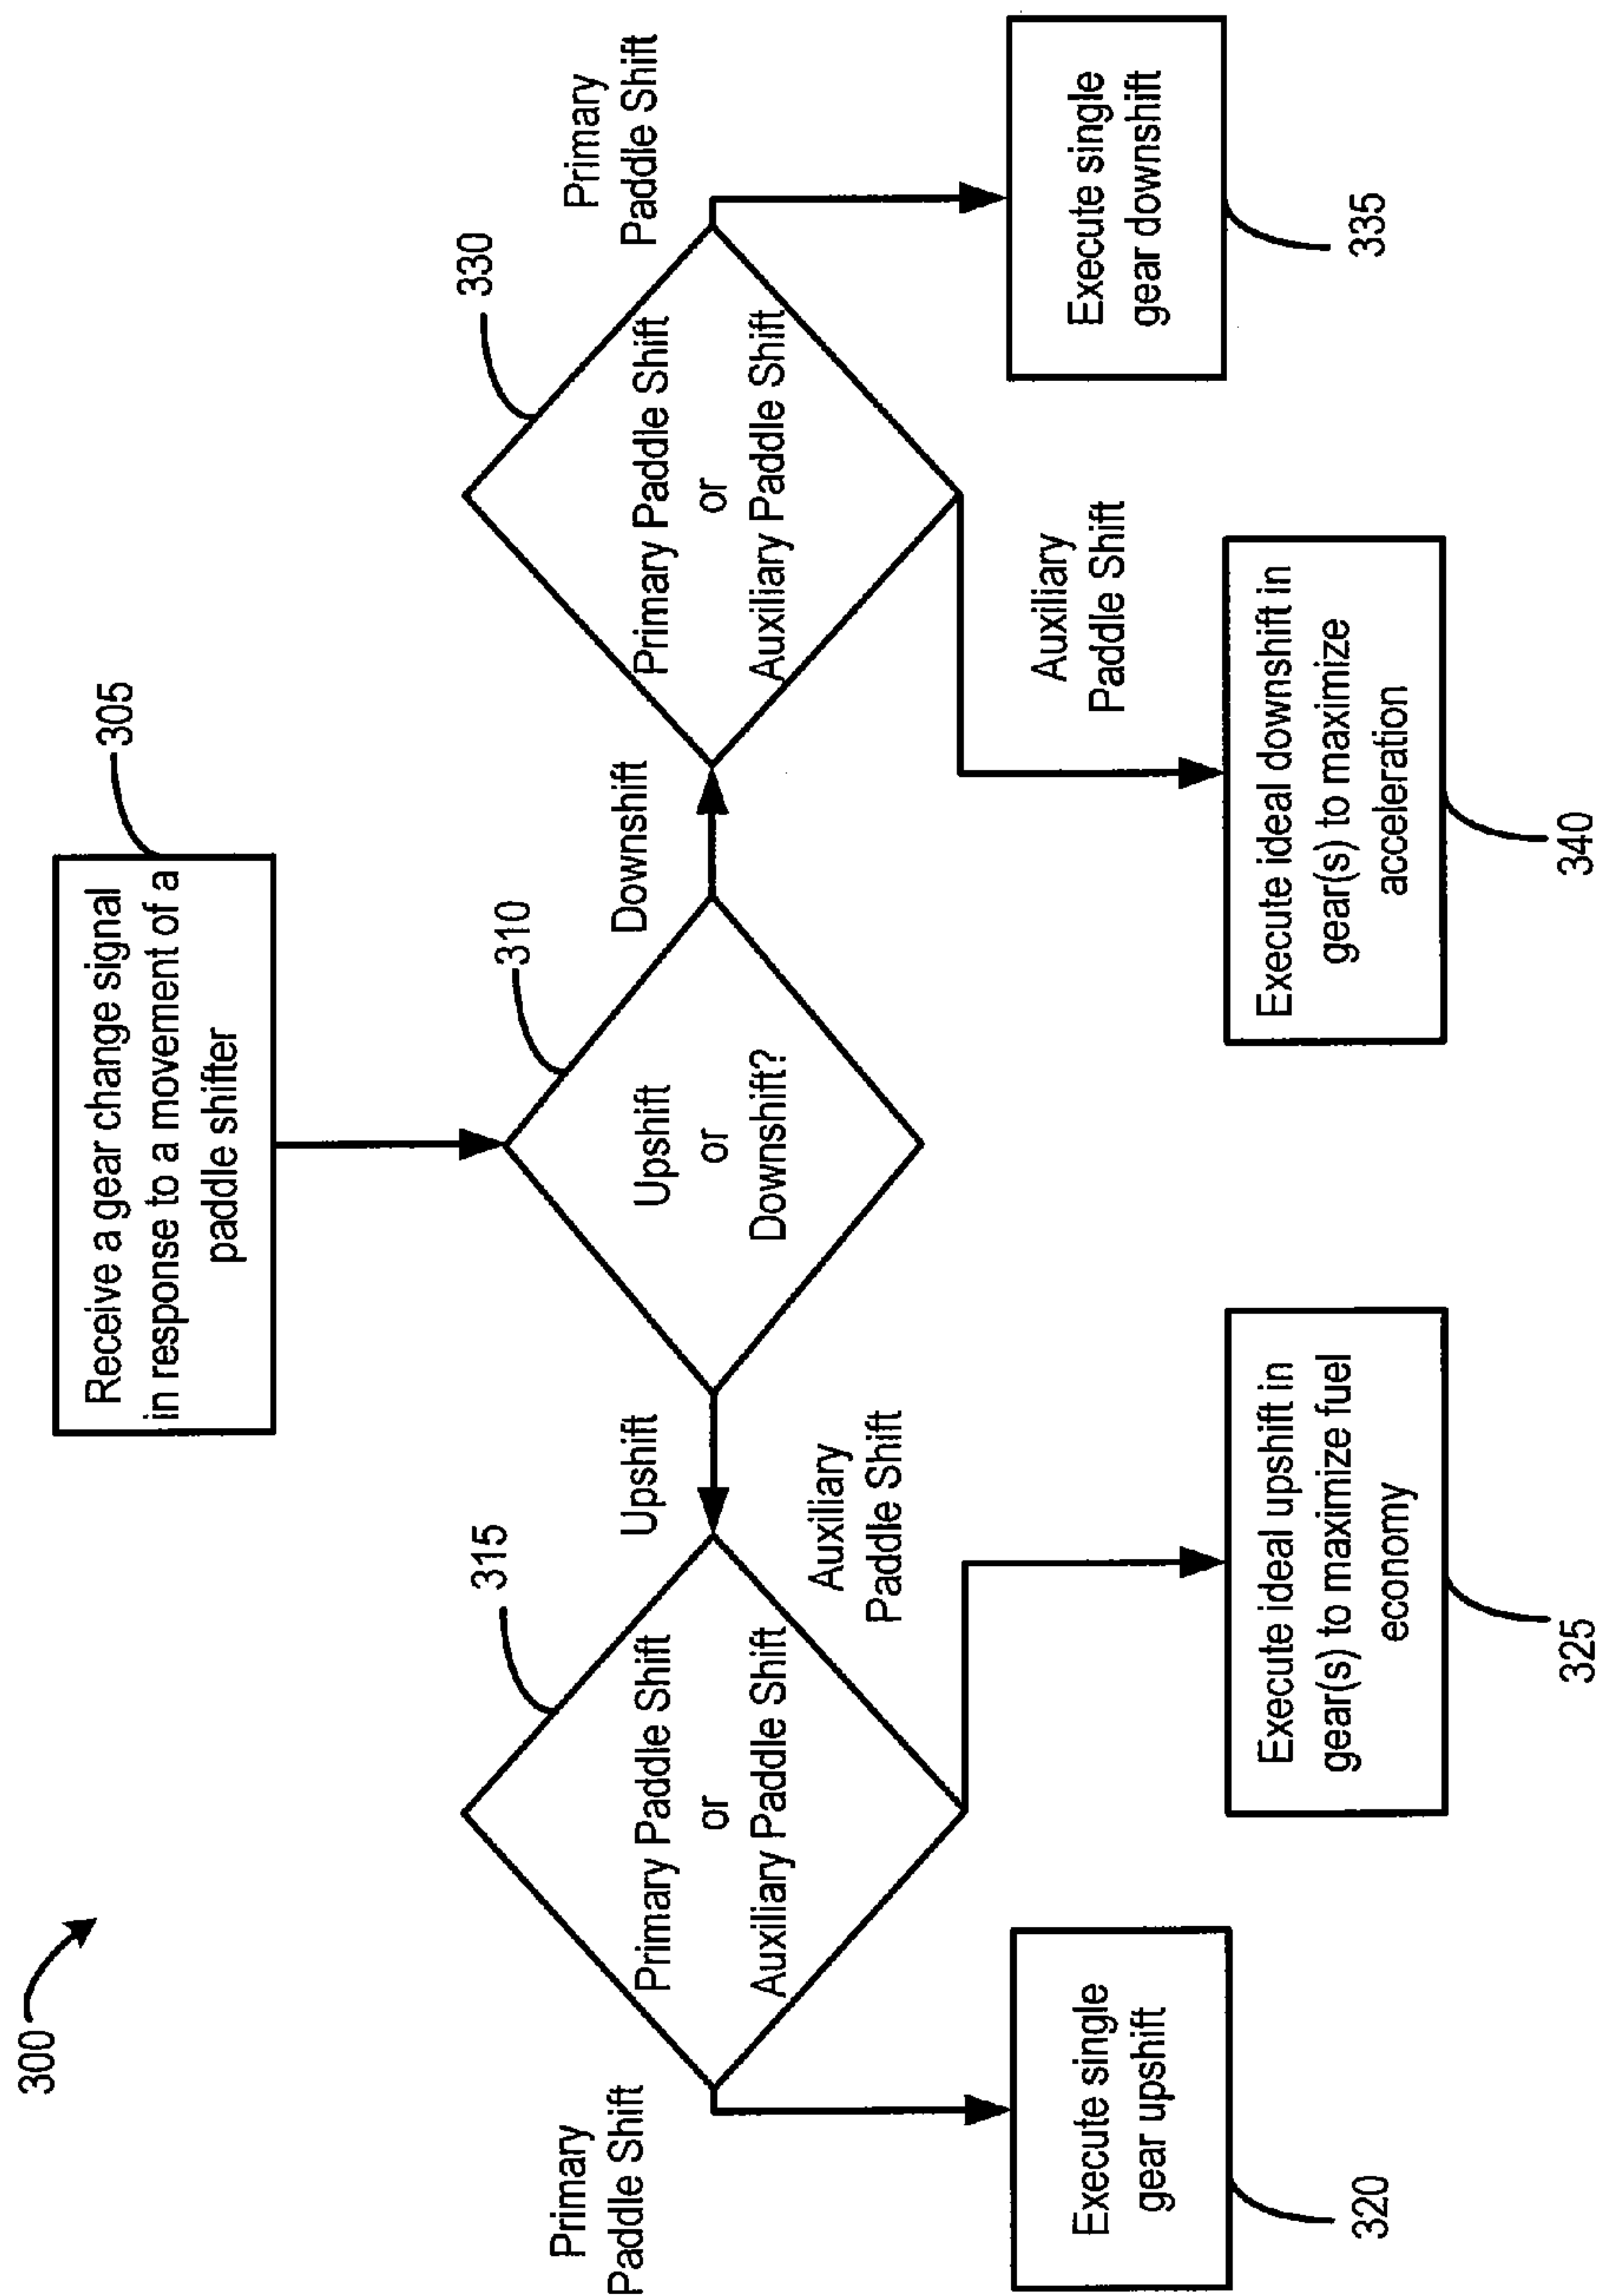 300
305
Receive a gear change signal
in response to a movement of a
paddle shifter
310
Upshift
or
Downshift?
Upshift
Downshift
315
Primary Paddle Shift
or
Auxiliary Paddle Shift
Primary
Paddle Shift
Auxiliary
Paddle Shift
Execute single
gear upshift
320
Execute ideal upshift in
gear(s) to maximize fuel
economy
325
330
Primary Paddle Shift
or
Auxiliary Paddle Shift
Primary
Paddle Shift
Auxiliary
Paddle Shift
Execute ideal downshift in
gear(s) to maximize
acceleration
340
Execute single
gear downshift
335